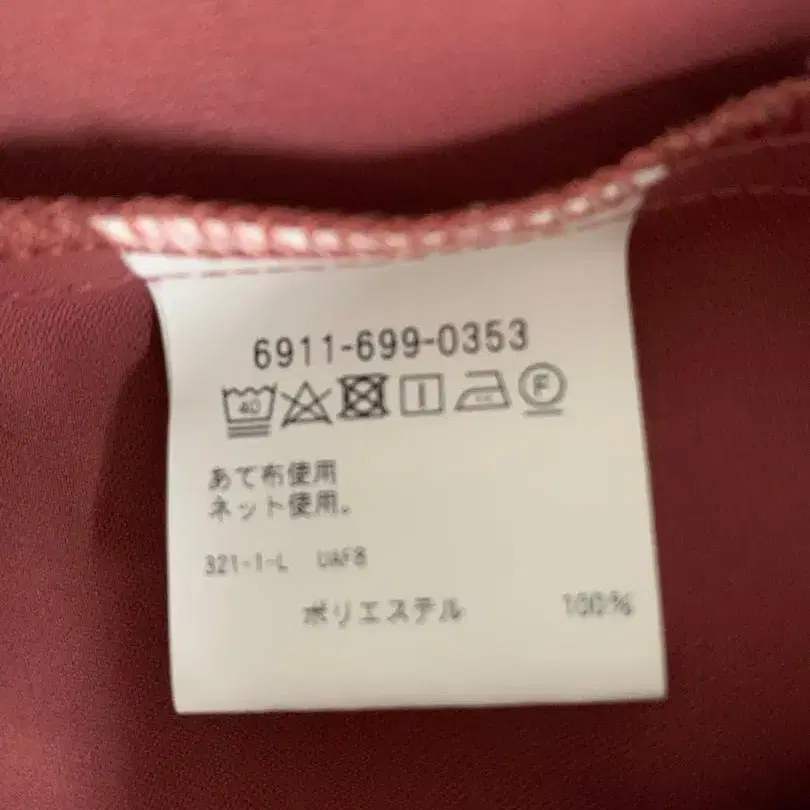 6911-699-0353
40 F
あて布使用
ネット使用。
321-1-L UAF8
ポリエステル 100%